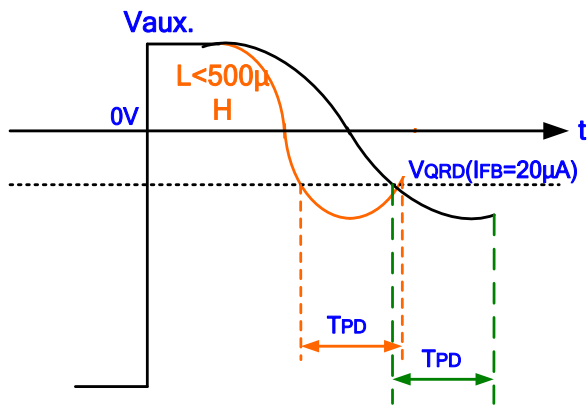 Vaux.
L<500μ
H
0V
t
VQRD(IFB=20μA)
TPD
TPD